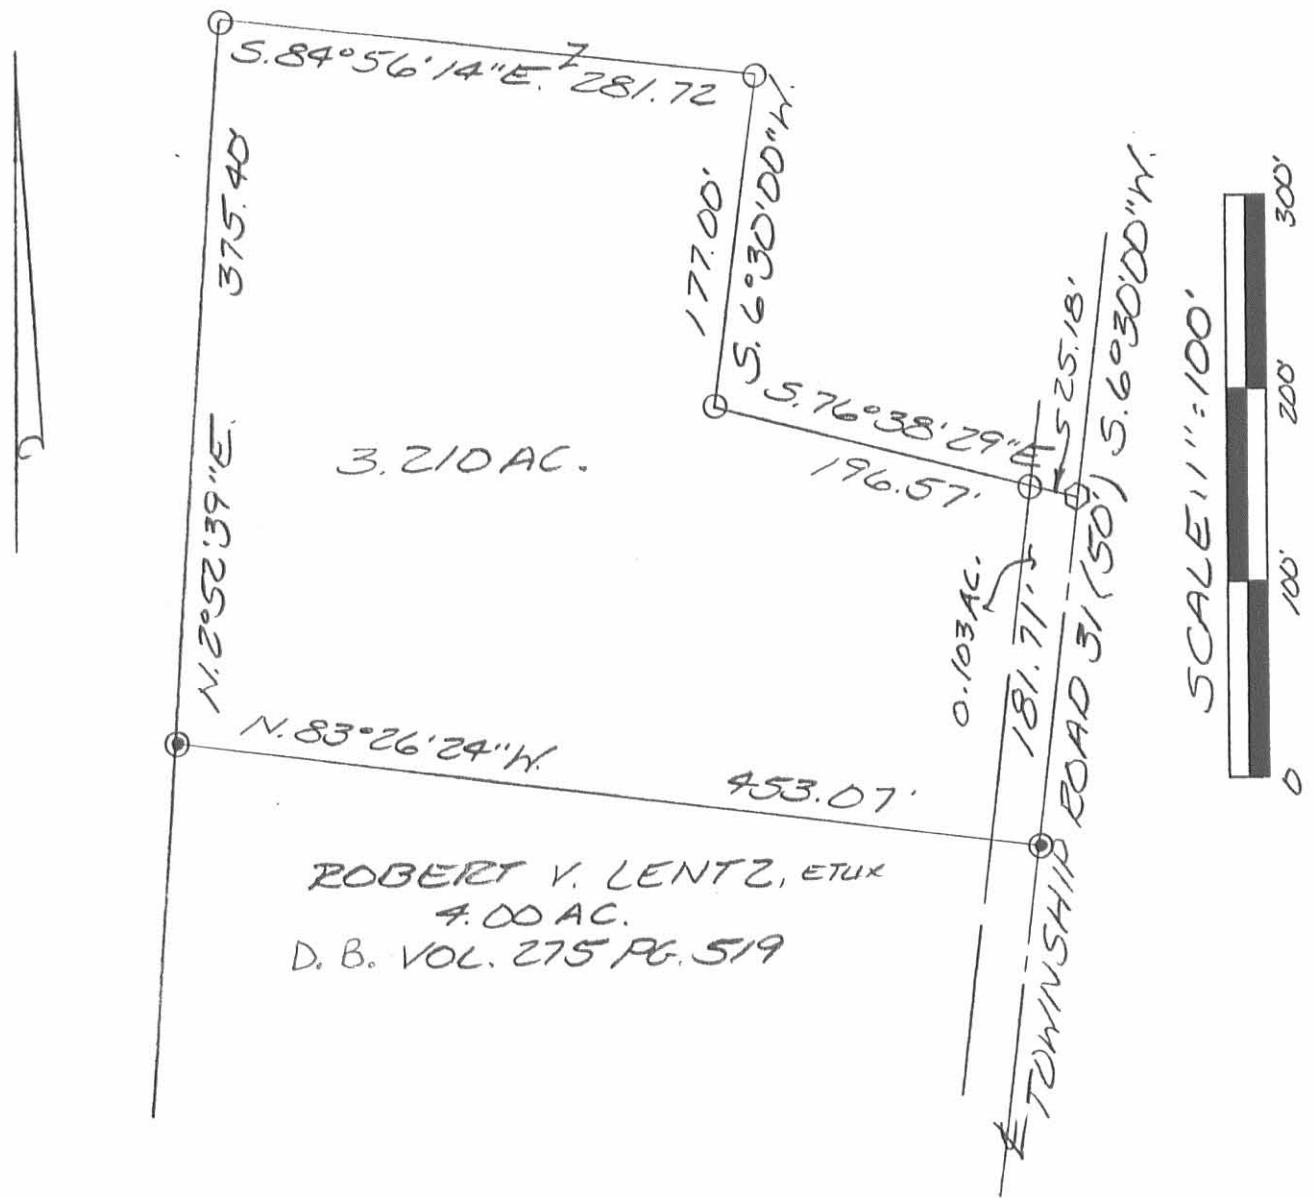 S. 84° 56' 14" E. 281.72
375.40
N. 2° 52' 39" E.
177.00'
S. 6° 30' 00" W.
S. 76° 38' 29" E.
196.57'
25.18'
3.210 AC.
0.103 AC.
181.71'
N. 83° 26' 24" W.
453.07'
TOWNSHIP ROAD 31 (50') S. 6° 30' 00" W.
ROBERT V. LENTZ, ETUX
4.00 AC.
D. B. VOL. 275 PG. 519
SCALE: 1" = 100'
0 100' 200' 300'